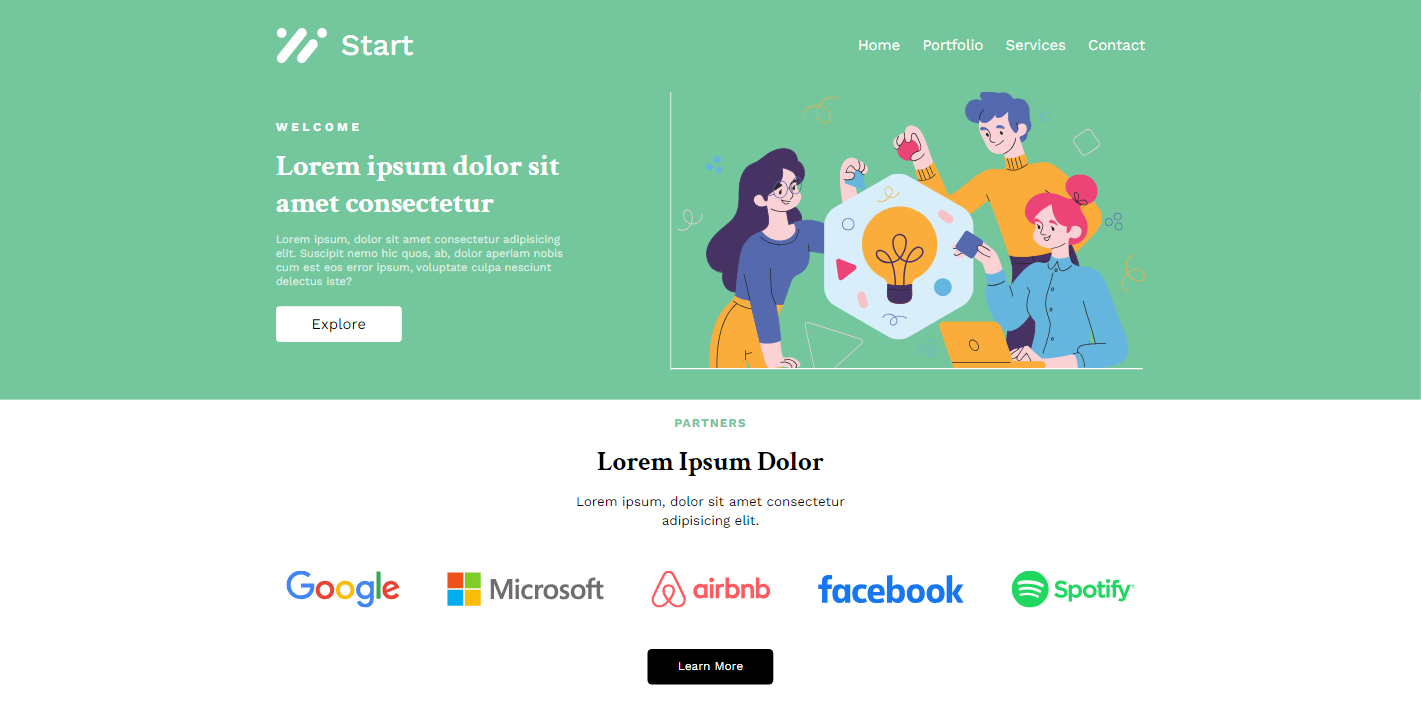 Start
Home Portfolio Services Contact
WELCOME
Lorem ipsum dolor sit
amet consectetur
Lorem ipsum, dolor sit amet consectetur adipisicing
elit. Suscipit nemo hic quos, ab, dolor aperiam nobis
cum est eos error ipsum, voluptate culpa nesciunt
delectus iste?
Explore
PARTNERS
Lorem Ipsum Dolor
Lorem ipsum, dolor sit amet consectetur
adipisicing elit.
Google Microsoft airbnb facebook Spotify
Learn More